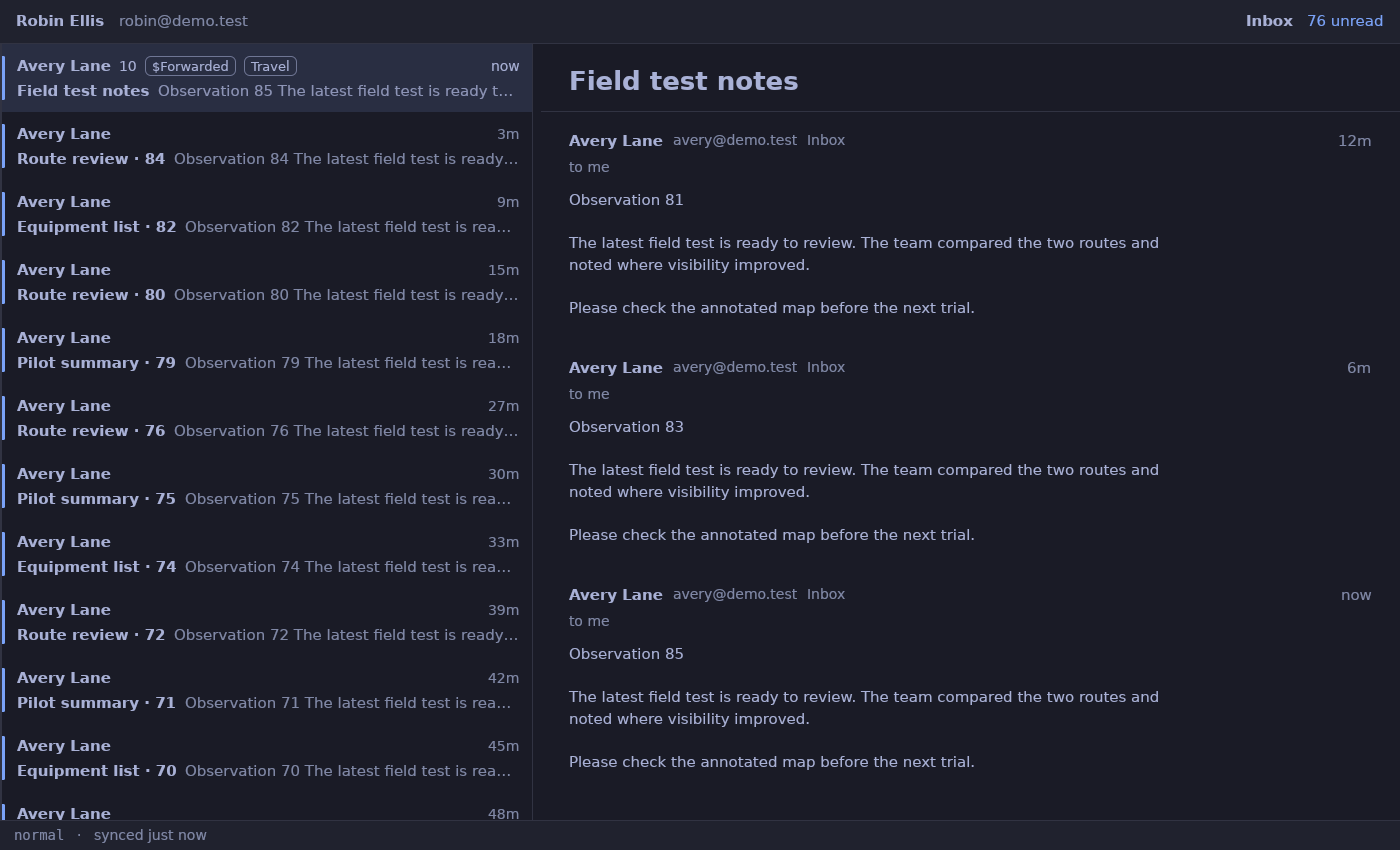 Robin Ellis robin@demo.test Inbox 76 unread
Avery Lane 10 $Forwarded Travel now
Field test notes Observation 85 The latest field test is ready t…
Avery Lane 3m
Route review · 84 Observation 84 The latest field test is ready…
Avery Lane 9m
Equipment list · 82 Observation 82 The latest field test is rea…
Avery Lane 15m
Route review · 80 Observation 80 The latest field test is ready…
Avery Lane 18m
Pilot summary · 79 Observation 79 The latest field test is rea…
Avery Lane 27m
Route review · 76 Observation 76 The latest field test is ready…
Avery Lane 30m
Pilot summary · 75 Observation 75 The latest field test is rea…
Avery Lane 33m
Equipment list · 74 Observation 74 The latest field test is rea…
Avery Lane 39m
Route review · 72 Observation 72 The latest field test is ready…
Avery Lane 42m
Pilot summary · 71 Observation 71 The latest field test is rea…
Avery Lane 45m
Equipment list · 70 Observation 70 The latest field test is rea…
Avery Lane 48m
Field test notes
Avery Lane avery@demo.test Inbox 12m
to me
Observation 81
The latest field test is ready to review. The team compared the two routes and
noted where visibility improved.
Please check the annotated map before the next trial.
Avery Lane avery@demo.test Inbox 6m
to me
Observation 83
The latest field test is ready to review. The team compared the two routes and
noted where visibility improved.
Please check the annotated map before the next trial.
Avery Lane avery@demo.test Inbox now
to me
Observation 85
The latest field test is ready to review. The team compared the two routes and
noted where visibility improved.
Please check the annotated map before the next trial.
normal · synced just now